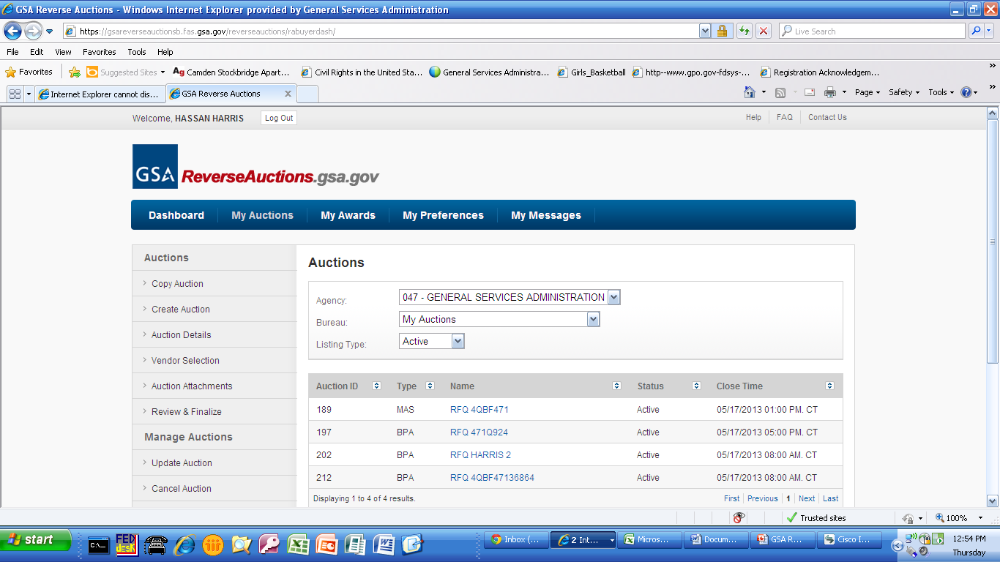 GSA Reverse Auctions - Windows Internet Explorer provided by General Services Administration
https://gsareverseauctionsb.fas.gsa.gov/reverseauctions/rabuyerdash/ Live Search
File Edit View Favorites Tools Help
Favorites Suggested Sites Ag Camden Stockbridge Apart... Civil Rights in the United Sta... General Services Administra... Girls_Basketball http--www.gpo.gov-fdsys-... Registration Acknowledgem...
Internet Explorer cannot dis... GSA Reverse Auctions X Page Safety Tools
Welcome, HASSAN HARRIS Log Out Help FAQ Contact Us
GSA ReverseAuctions.gsa.gov
Dashboard My Auctions My Awards My Preferences My Messages
Auctions
Copy Auction
Create Auction
Auction Details
Vendor Selection
Auction Attachments
Review & Finalize
Manage Auctions
Update Auction
Cancel Auction
Auctions
Agency: 047 - GENERAL SERVICES ADMINISTRATION
Bureau: My Auctions
Listing Type: Active
Auction ID Type Name Status Close Time
189 MAS RFQ 4QBF471 Active 05/17/2013 01:00 PM. CT
197 BPA RFQ 471Q924 Active 05/17/2013 05:00 PM. CT
202 BPA RFQ HARRIS 2 Active 05/17/2013 08:00 AM. CT
212 BPA RFQ 4QBF47136864 Active 05/17/2013 08:00 AM. CT
Displaying 1 to 4 of 4 results. First Previous 1 Next Last
Trusted sites 100%
start C:\_ FED desK Inbox (... 2 Int... Micros... Docum... GSA R... Cisco I... 12:54 PM
Thursday